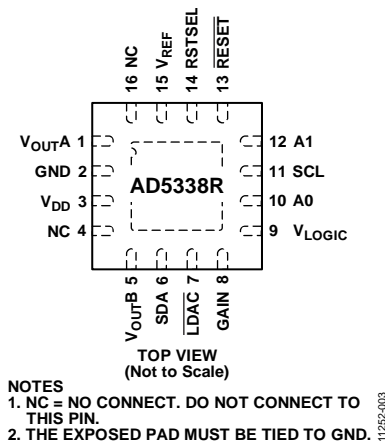 16 NC
15 VREF
14 RSTSEL
13 RESET
VOUTA 1
GND 2
VDD 3
NC 4
AD5338R
12 A1
11 SCL
10 A0
9 VLOGIC
VOUTB 5
SDA 6
LDAC 7
GAIN 8
TOP VIEW
(Not to Scale)
NOTES
1. NC = NO CONNECT. DO NOT CONNECT TO
THIS PIN.
2. THE EXPOSED PAD MUST BE TIED TO GND.
11252-003